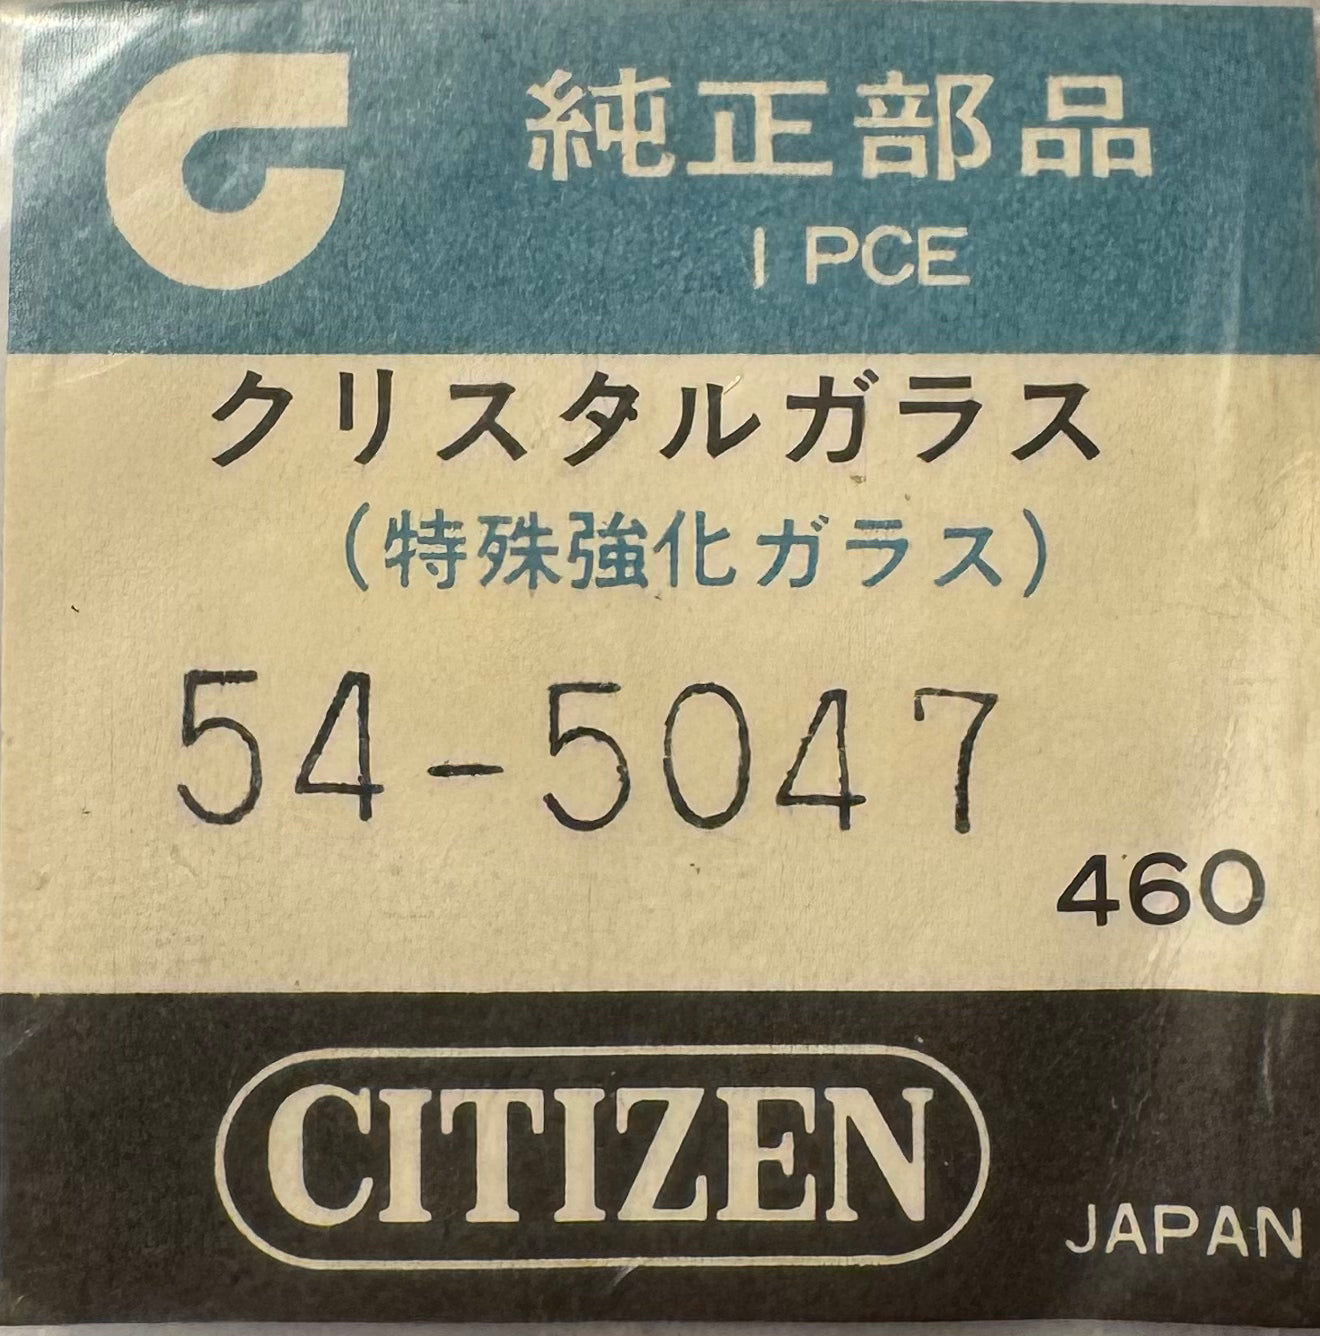 純正部品
1 PCE
クリスタルガラス
(特殊強化ガラス)
54-5047
460
CITIZEN
JAPAN